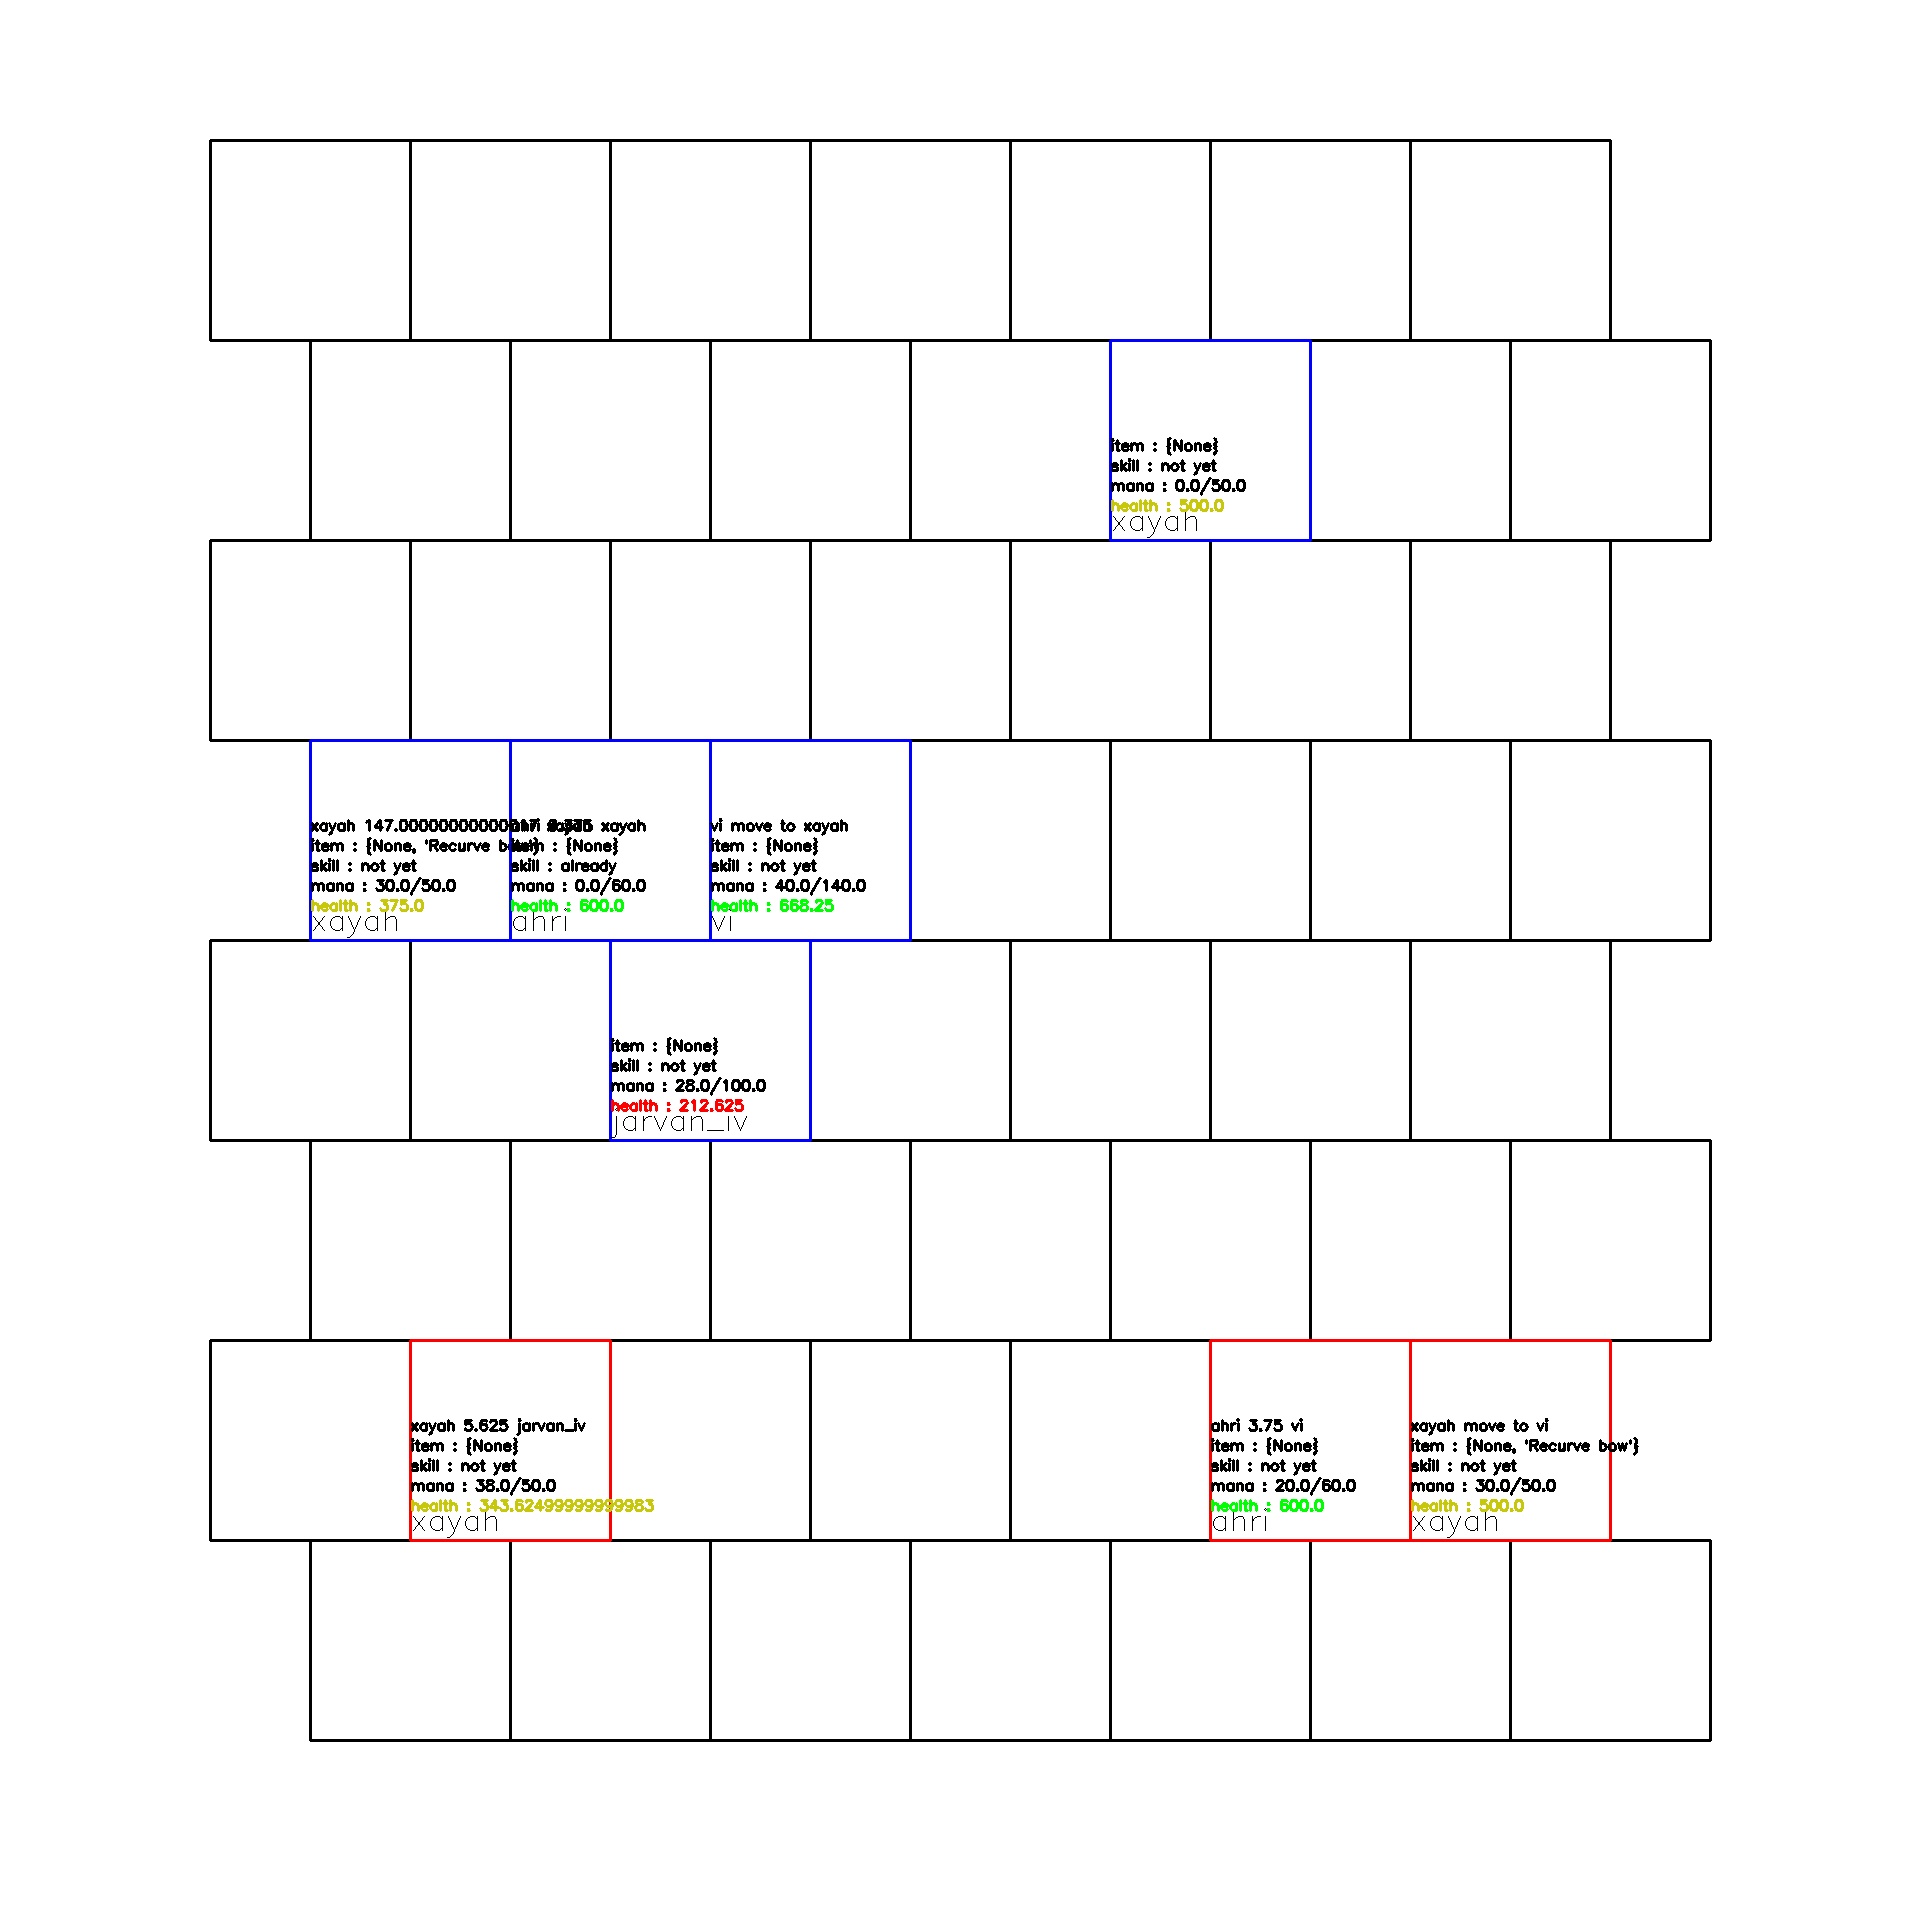 item : {None}
skill : not yet
mana : 0.0/50.0
health : 500.0
xayah
xayah 147.00000000000017
item : {None, 'Recurve bow'}
skill : not yet
mana : 30.0/50.0
health : 375.0
xayah
ahri xayah
item : {None}
skill : already
mana : 0.0/60.0
health : 600.0
ahri
vi move to xayah
item : {None}
skill : not yet
mana : 40.0/140.0
health : 668.25
vi
item : {None}
skill : not yet
mana : 28.0/100.0
health : 212.625
jarvan_iv
xayah 5.625 jarvan_iv
item : {None}
skill : not yet
mana : 38.0/50.0
health : 343.62499999999983
xayah
ahri 3.75 vi
item : {None}
skill : not yet
mana : 20.0/60.0
health : 600.0
ahri
xayah move to vi
item : {None, 'Recurve bow'}
skill : not yet
mana : 30.0/50.0
health : 500.0
xayah